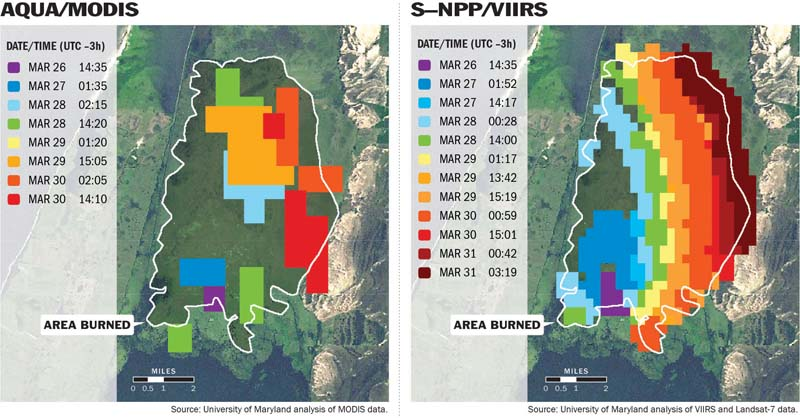 AQUA/MODIS
DATE/TIME (UTC –3h)
MAR 26 14:35
MAR 27 01:35
MAR 28 02:15
MAR 28 14:20
MAR 29 01:20
MAR 29 15:05
MAR 30 02:05
MAR 30 14:10
AREA BURNED
MILES
0 0.5 1 2
Source: University of Maryland analysis of MODIS data.
S–NPP/VIIRS
DATE/TIME (UTC –3h)
MAR 26 14:35
MAR 27 01:52
MAR 27 14:17
MAR 28 00:28
MAR 28 14:00
MAR 29 01:17
MAR 29 13:42
MAR 29 15:19
MAR 30 00:59
MAR 30 15:01
MAR 31 00:42
MAR 31 03:19
AREA BURNED
MILES
0 0.5 1 2
Source: University of Maryland analysis of VIIRS and Landsat-7 data.